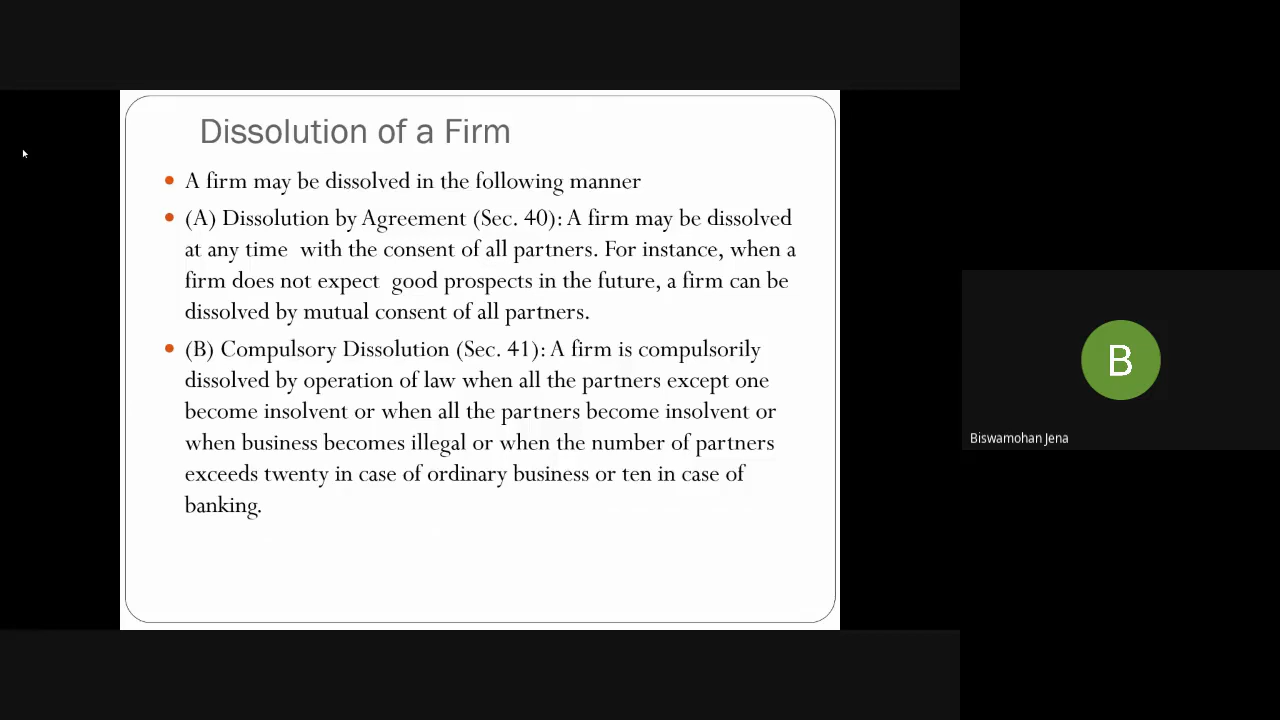 Dissolution of a Firm
A firm may be dissolved in the following manner
(A) Dissolution by Agreement (Sec. 40): A firm may be dissolved
at any time  with the consent of all partners. For instance, when a
firm does not expect  good prospects in the future, a firm can be
dissolved by mutual consent of all partners.
(B) Compulsory Dissolution (Sec. 41): A firm is compulsorily
dissolved by operation of law when all the partners except one
become insolvent or when all the partners become insolvent or
when business becomes illegal or when the number of partners
exceeds twenty in case of ordinary business or ten in case of
banking.
B
Biswamohan Jena